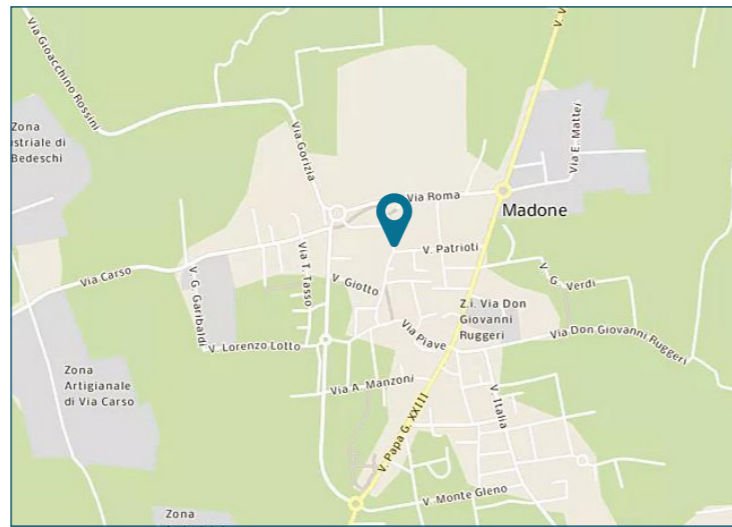 V. V
Via Gioacchino Rossini
Zona
ustriale di
Bedeschi
Via Gorizia
Via E. Mattei
Via Roma
Madone
V. Patrioti
Via T. Tasso
Via Carso
V. G. Garibaldi
V. Giotto
V. G. Verdi
Z.i. Via Don
Giovanni
Ruggeri
Via Piave
Via Don Giovanni Ruggeri
V. Lorenzo Lotto
Zona
Artigianale
di Via Carso
Via A. Manzoni
V. Italia
V. Papa G. XXIII
V. Monte Gleno
Zona